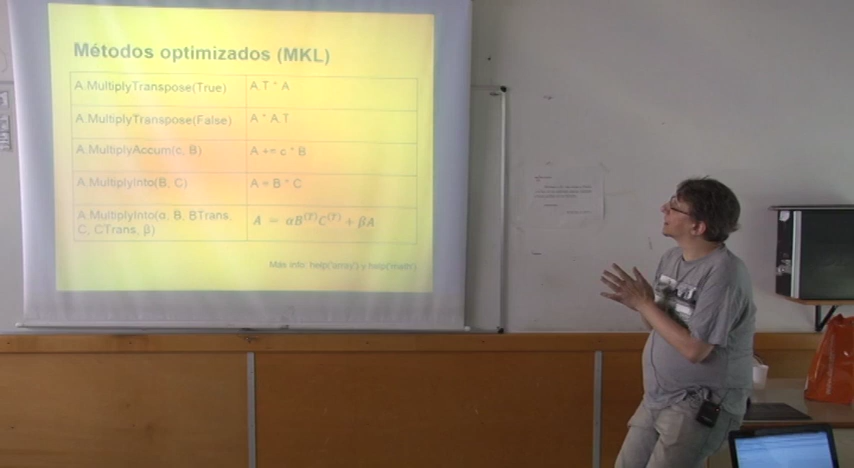 Métodos optimizados (MKL)
A.MultiplyTranspose(True) A.T * A
A.MultiplyTranspose(False) A * A.T
A.MultiplyAccum(c, B) A += c * B
A.MultiplyInto(B, C) A = B * C
A.MultiplyInto(α, B, BTrans,
C, CTrans, β) A = αB^(T)C^(T) + βA
Más info: help('array') y help('math')